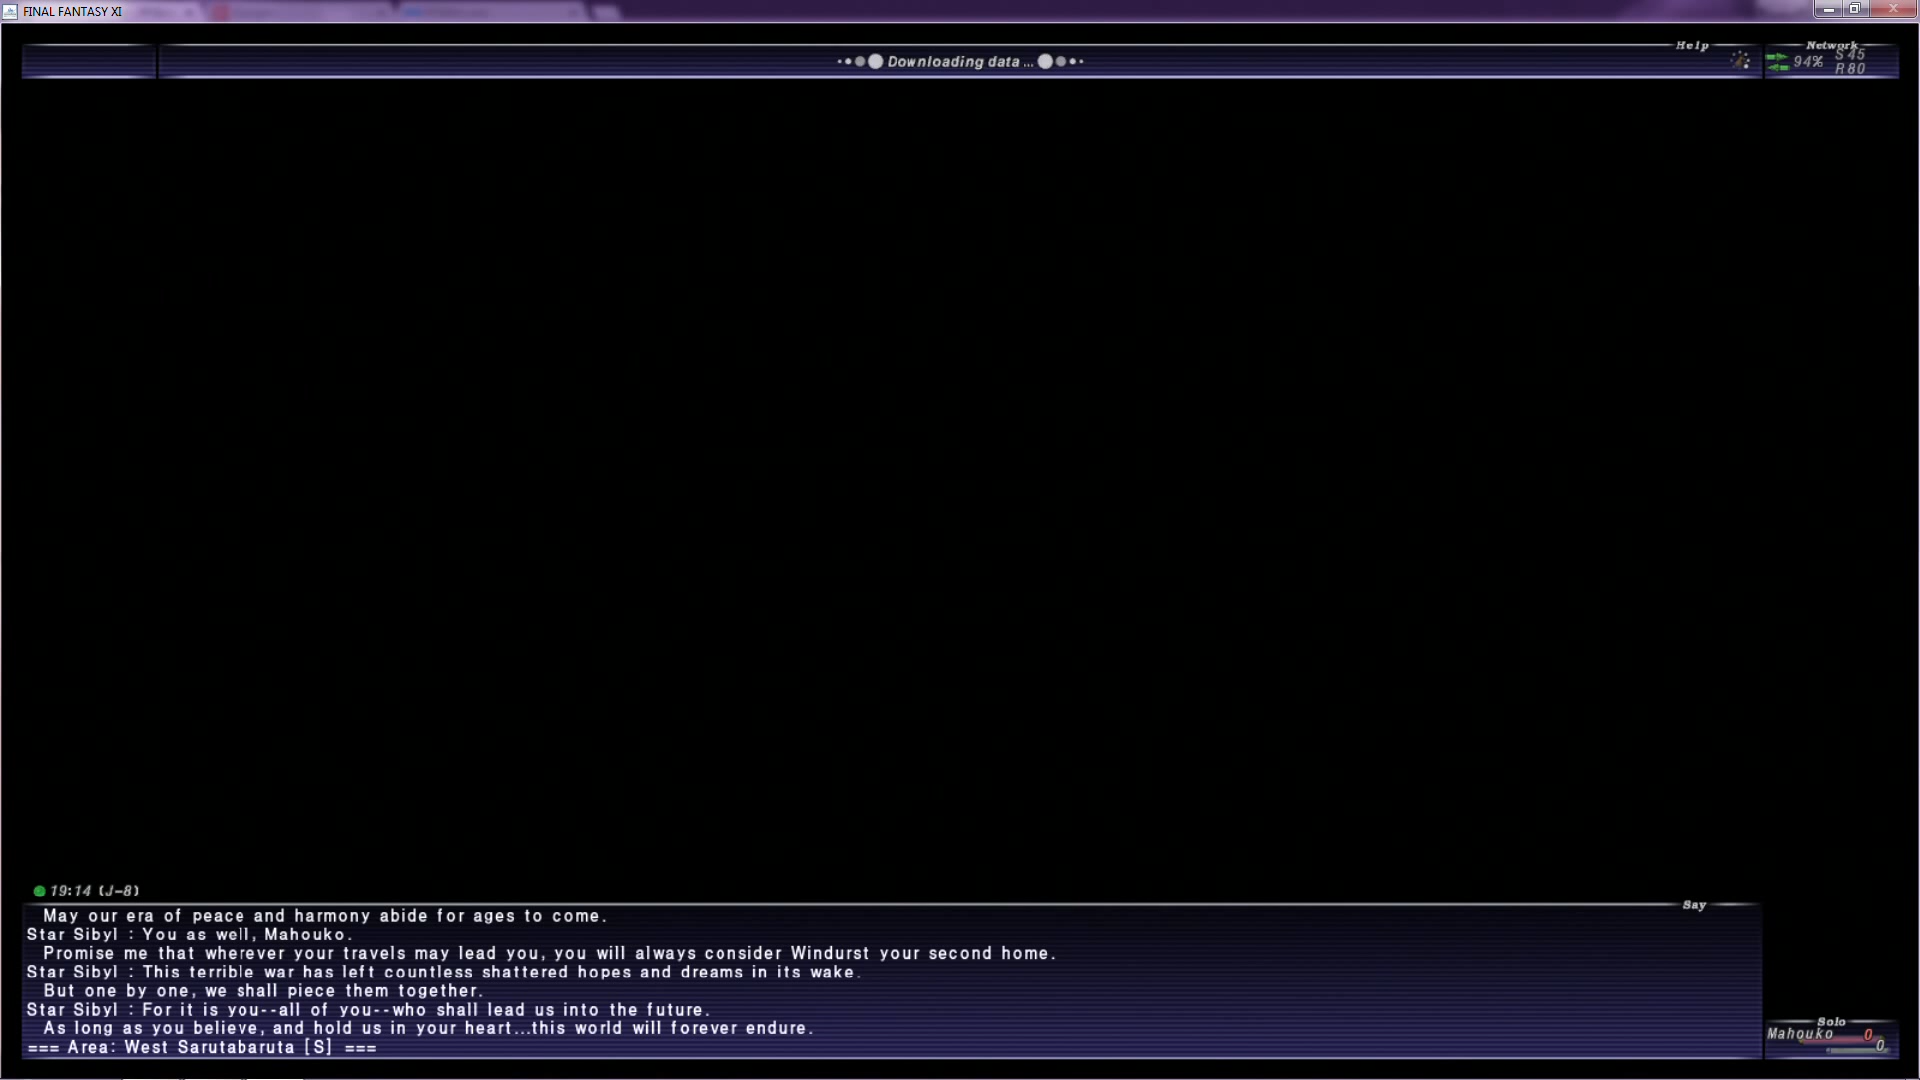 FINAL FANTASY XI
Help
Network
Downloading data ...
94%
S 45
R 80
19:14 (J-8)
Say
May our era of peace and harmony abide for ages to come.
Star Sibyl : You as well, Mahouko.
Promise me that wherever your travels may lead you, you will always consider Windurst your second home.
Star Sibyl : This terrible war has left countless shattered hopes and dreams in its wake.
But one by one, we shall piece them together.
Star Sibyl : For it is you--all of you--who shall lead us into the future.
As long as you believe, and hold us in your heart...this world will forever endure.
=== Area: West Sarutabaruta [S] ===
Solo
Mahouko 0
0